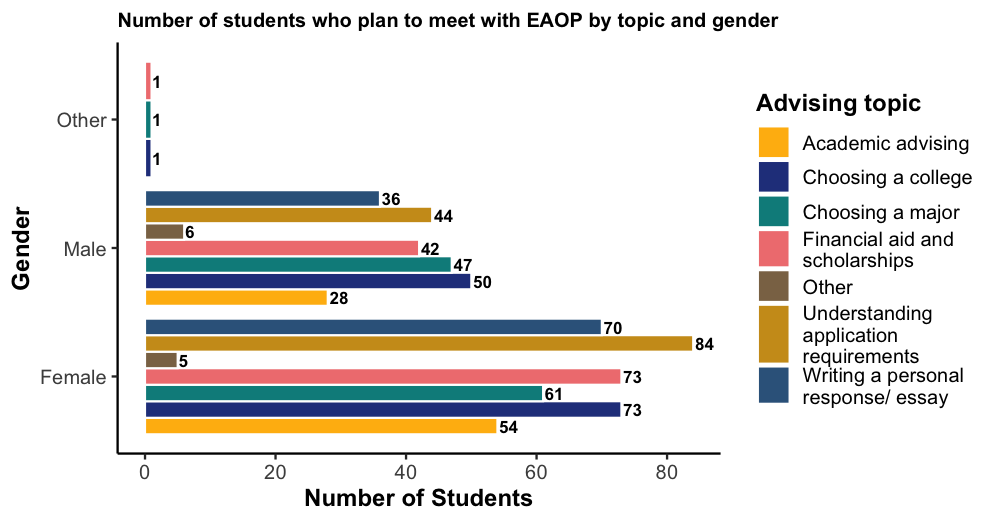 Number of students who plan to meet with EAOP by topic and gender
Gender
Other
1
1
1
Male
36
44
6
42
47
50
28
Female
70
84
5
73
61
73
54
0 20 40 60 80
Number of Students
Advising topic
Academic advising
Choosing a college
Choosing a major
Financial aid and
scholarships
Other
Understanding
application
requirements
Writing a personal
response/ essay